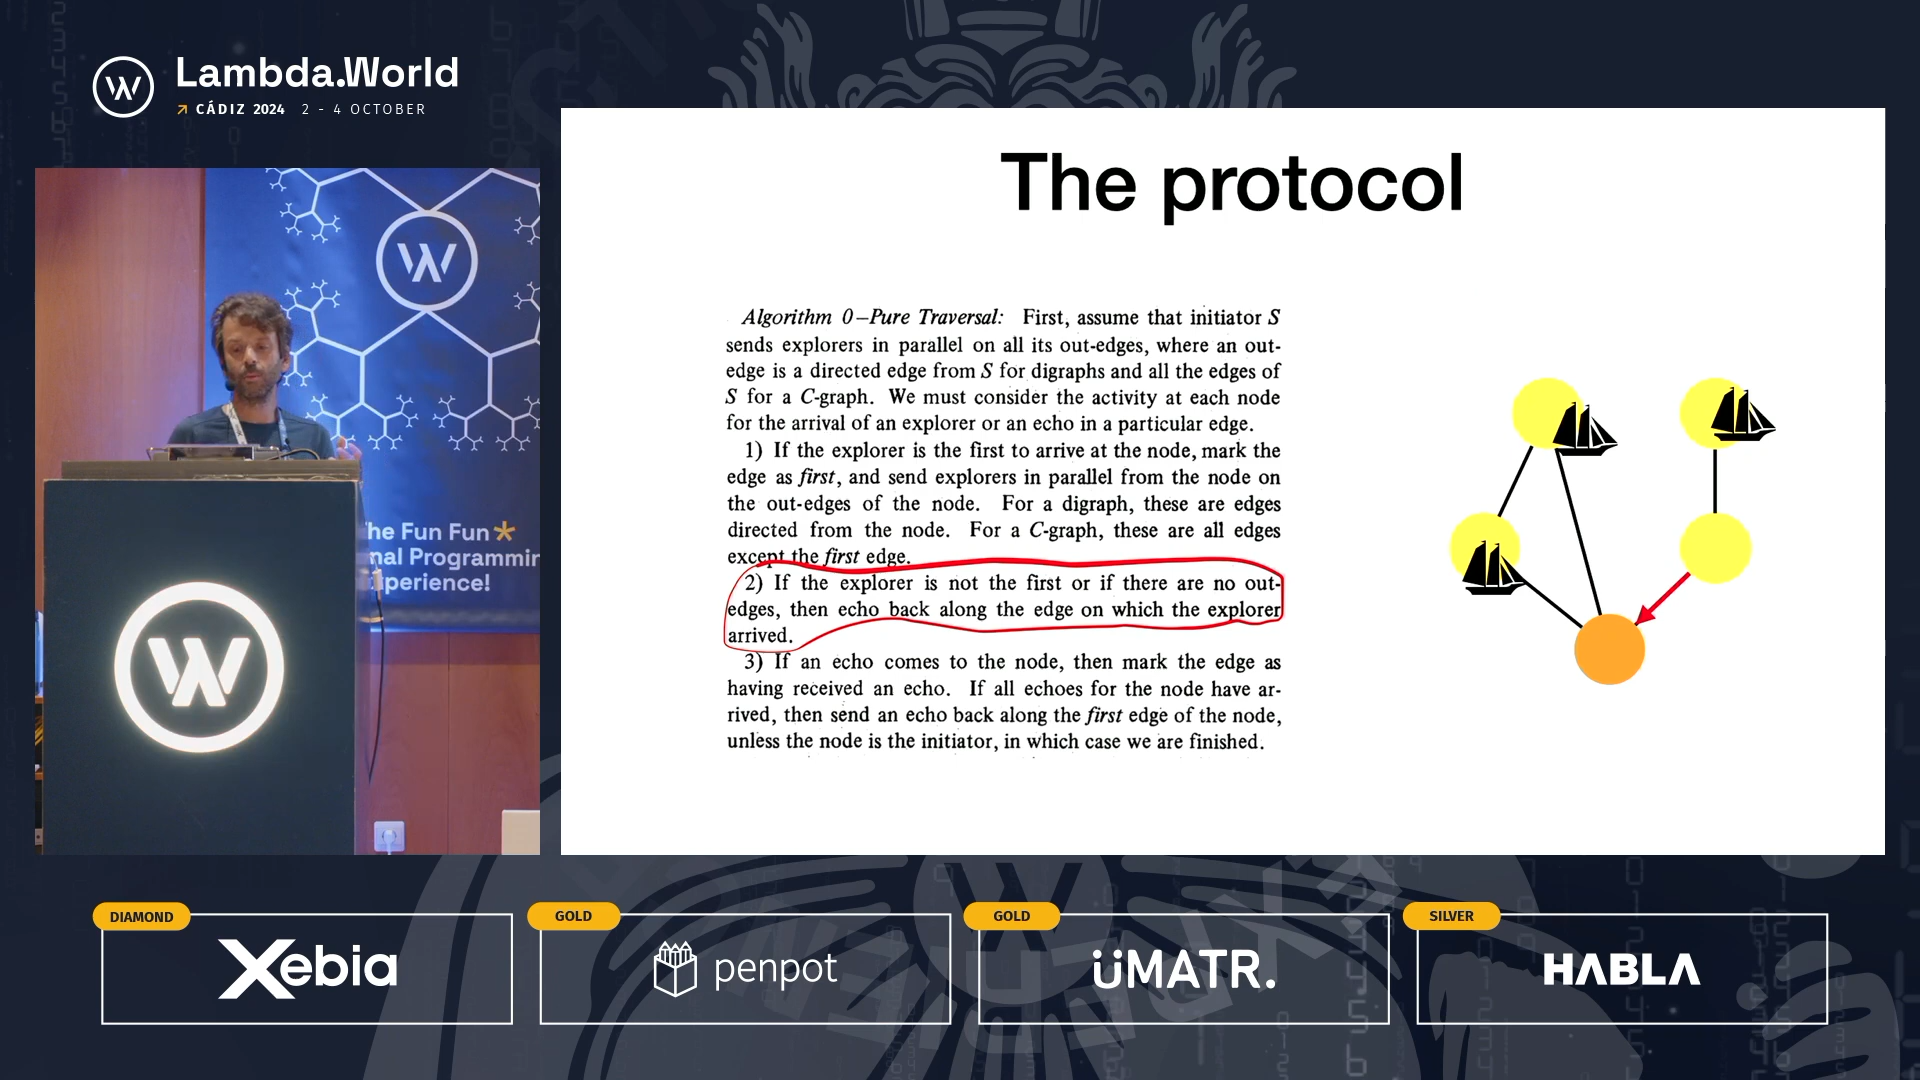 Lambda.World
CÁDIZ 2024 2 - 4 OCTOBER
The protocol
Algorithm 0–Pure Traversal: First, assume that initiator S
sends explorers in parallel on all its out-edges, where an out-
edge is a directed edge from S for digraphs and all the edges of
S for a C-graph. We must consider the activity at each node
for the arrival of an explorer or an echo in a particular edge.
1) If the explorer is the first to arrive at the node, mark the
edge as first, and send explorers in parallel from the node on
the out-edges of the node. For a digraph, these are edges
directed from the node. For a C-graph, these are all edges
except the first edge.
2) If the explorer is not the first or if there are no out-
edges, then echo back along the edge on which the explorer
arrived.
3) If an echo comes to the node, then mark the edge as
having received an echo. If all echoes for the node have ar-
rived, then send an echo back along the first edge of the node,
unless the node is the initiator, in which case we are finished.
he Fun Fun
nal Programmin
xperience!
DIAMOND
Xebia
GOLD
penpot
GOLD
üMATR.
SILVER
HABLA